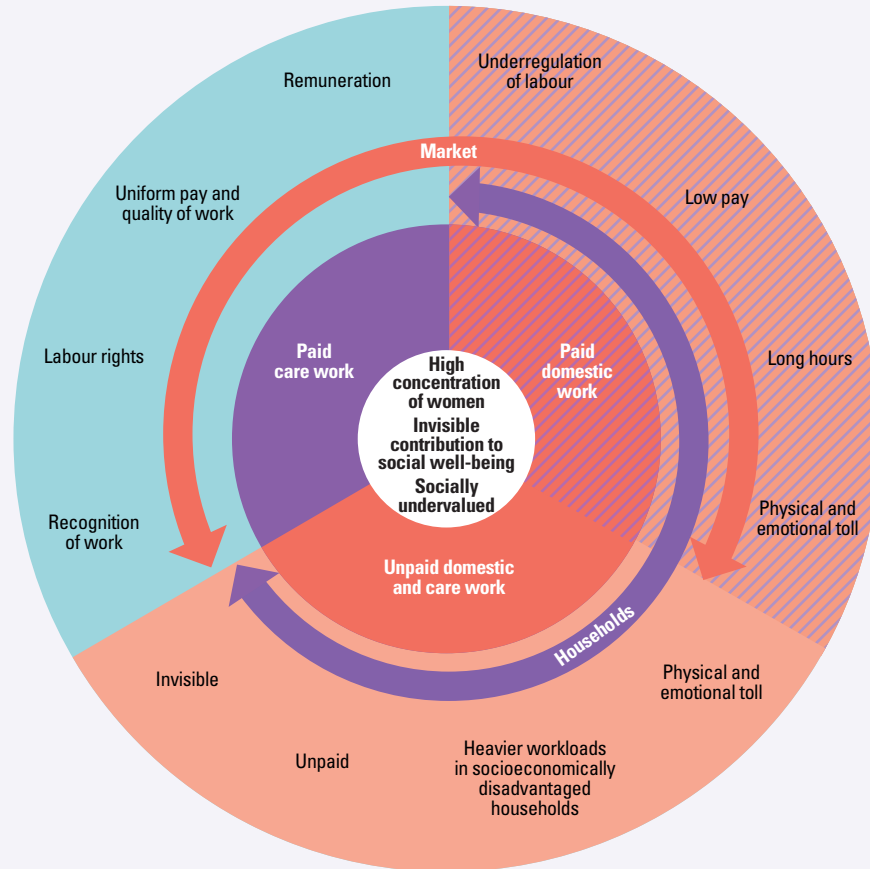 Remuneration
Underregulation
of labour
Market
Uniform pay and
quality of work
Low pay
Labour rights
Paid
care work
High
concentration
of women
Invisible
contribution to
social well-being
Socially
undervalued
Paid
domestic
work
Long hours
Recognition
of work
Physical and
emotional toll
Unpaid domestic
and care work
Households
Invisible
Physical and
emotional toll
Unpaid
Heavier workloads
in socioeconomically
disadvantaged
households